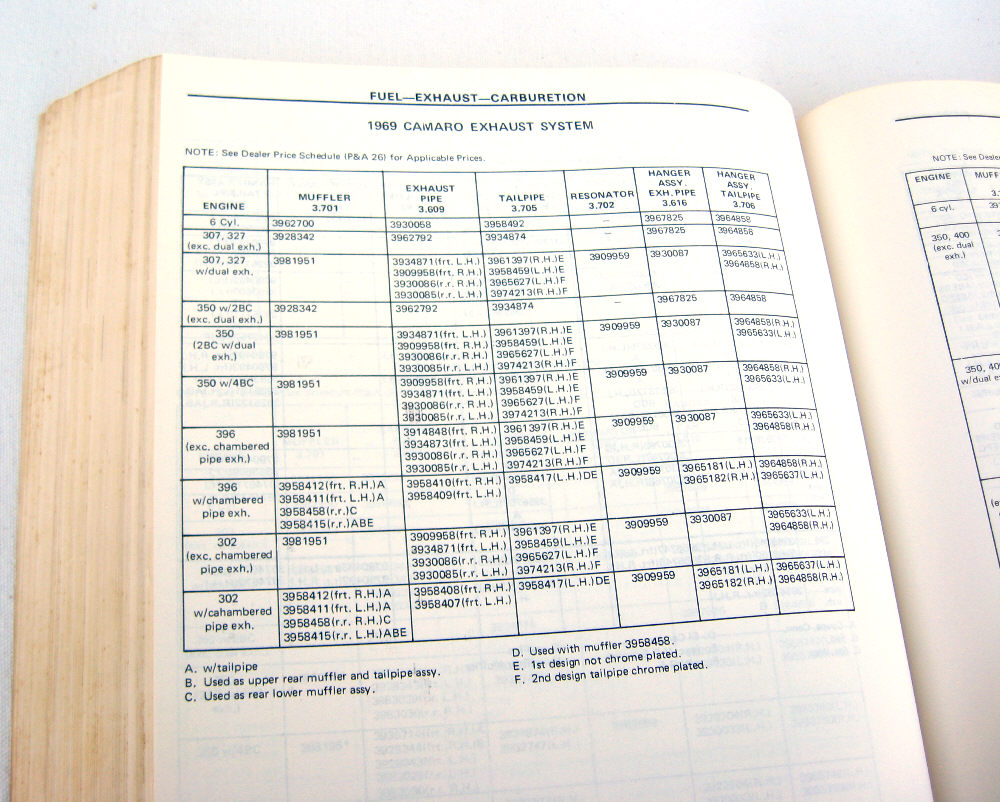 FUEL—EXHAUST—CARBURETION
1969 CAMARO EXHAUST SYSTEM
NOTE: See Dealer Price Schedule (P&A 26) for Applicable Prices.
ENGINE MUFFLER 3.701 EXHAUST PIPE 3.609 TAILPIPE 3.705 RESONATOR 3.702 HANGER ASSY. EXH. PIPE 3.616 HANGER ASSY. TAILPIPE 3.706
6 Cyl. 3962700 3930058 3958492 — 3967825 3964858
307, 327 3928342 3962792 3934874 — 3967825 3964858
(exc. dual exh.)
307, 327 3981951 3934871(frt. L.H.) 3961397(R.H.)E 3909959 3930087 3965633(L.H.)
w/dual exh. 3909958(frt. R.H.) 3958459(L.H.)E 3964858(R.H.)
3930086(r.r. R.H.) 3965627(L.H.)F
3930085(r.r. L.H.) 3974213(R.H.)F
350 w/2BC 3928342 3962792 3934874 — 3967825 3964858
(exc. dual exh.)
350 3981951 3934871(frt. L.H.) 3961397(R.H.)E 3909959 3930087 3964858(R.H.)
(2BC w/dual 3909958(frt. R.H.) 3958459(L.H.)E 3965633(L.H.)
exh.) 3930086(r.r. R.H.) 3965627(L.H.)F
3930085(r.r. L.H.) 3974213(R.H.)F
350 w/4BC 3981951 3909958(frt. R.H.) 3961397(R.H.)E 3909959 3930087 3964858(R.H.)
3934871(frt. L.H.) 3958459(L.H.)E 3965633(L.H.)
3930086(r.r. R.H.) 3965627(L.H.)F
3930085(r.r. L.H.) 3974213(R.H.)F
396 3981951 3914848(frt. R.H.) 3961397(R.H.)E 3909959 3930087 3965633(L.H.)
(exc. chambered 3934873(frt. L.H.) 3958459(L.H.)E 3964858(R.H.)
pipe exh.) 3930086(r.r. R.H.) 3965627(L.H.)F
3930085(r.r. L.H.) 3974213(R.H.)F
396 3958412(frt. R.H.)A 3958410(frt. R.H.) 3958417(L.H.)DE 3909959 3965181(L.H.) 3964858(R.H.)
w/chambered 3958411(frt. L.H.)A 3958409(frt. L.H.) 3965182(R.H.) 3965637(L.H.)
pipe exh. 3958458(r.r.)C
3958415(r.r.)ABE
302 3981951 3909958(frt. R.H.) 3961397(R.H.)E 3909959 3930087 3965633(L.H.)
(exc. chambered 3934871(frt. L.H.) 3958459(L.H.)E 3964858(R.H.)
pipe exh.) 3930086(r.r. R.H.) 3965627(L.H.)F
3930085(r.r. L.H.) 3974213(R.H.)F
302 3958412(frt. R.H.)A 3958408(frt. R.H.) 3958417(L.H.)DE 3909959 3965181(L.H.) 3965637(L.H.)
w/cahambered 3958411(frt. L.H.)A 3958407(frt. L.H.) 3965182(R.H.) 3964858(R.H.)
pipe exh. 3958458(r.r. R.H.)C
3958415(r.r. L.H.)ABE
A. w/tailpipe
B. Used as upper rear muffler and tailpipe assy.
C. Used as rear lower muffler assy.
D. Used with muffler 3958458.
E. 1st design not chrome plated.
F. 2nd design tailpipe chrome plated.
NOTE: See
ENGINE
6 cyl.
350, 400
(exc. dual
exh.)